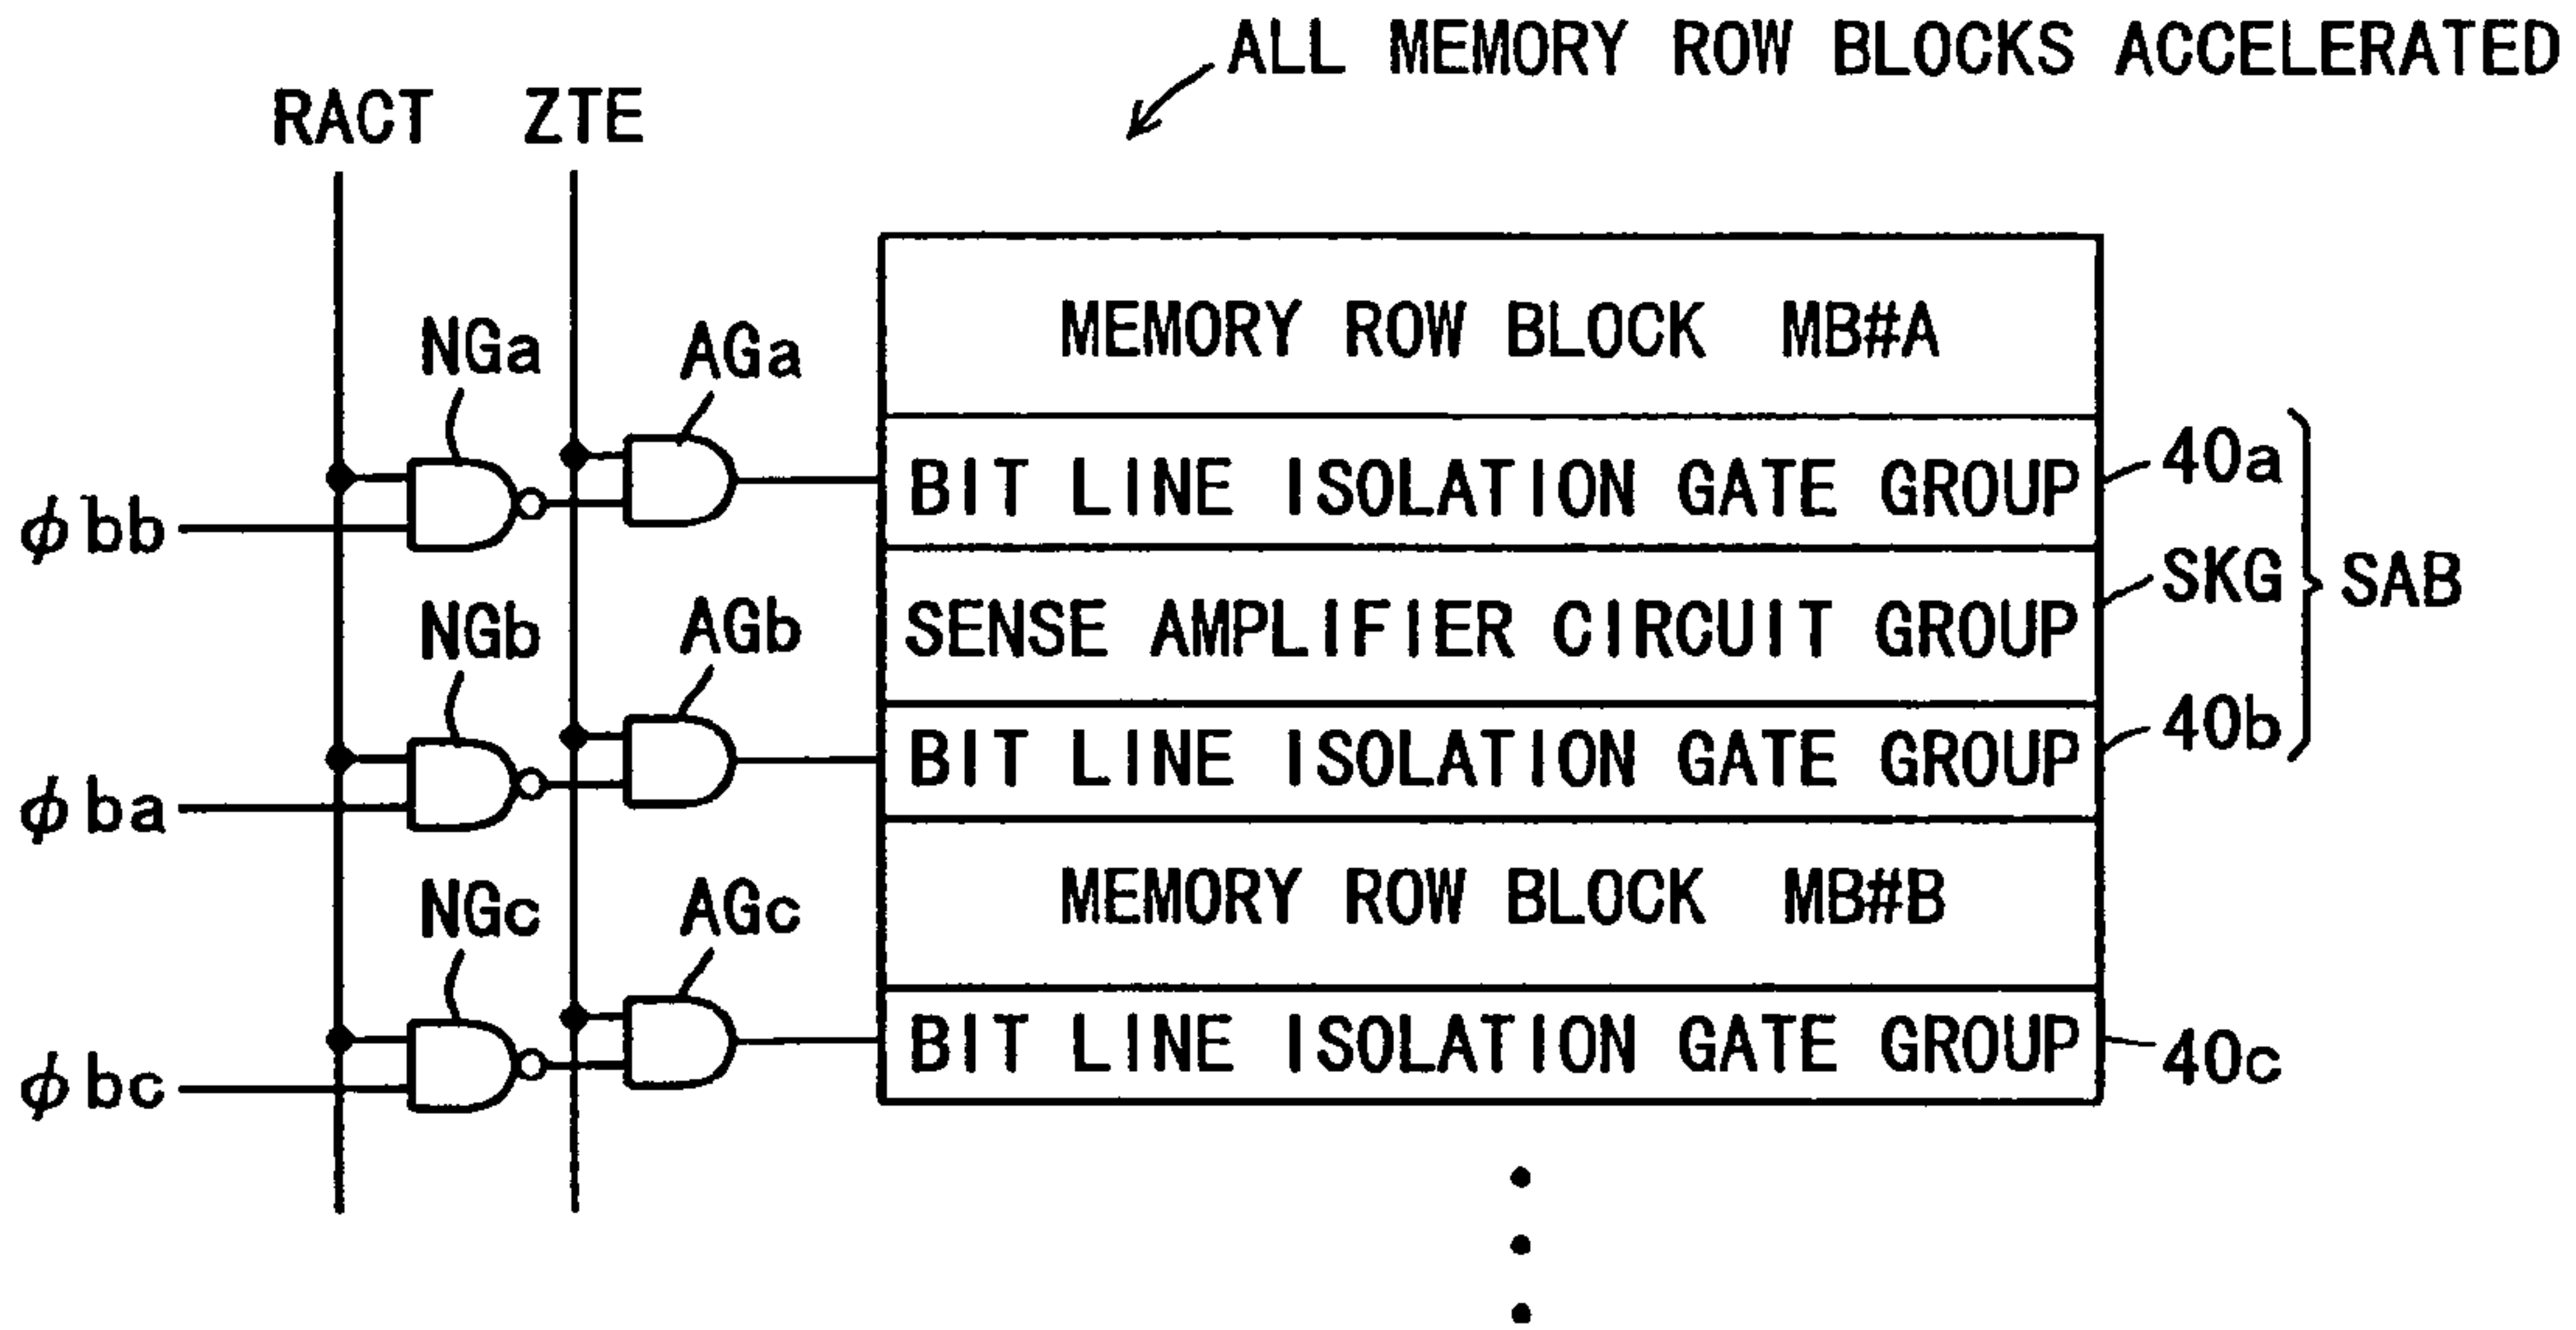 ALL MEMORY ROW BLOCKS ACCELERATED
RACT ZTE
MEMORY ROW BLOCK MB#A
NGa AGa
φbb
BIT LINE ISOLATION GATE GROUP 40a
SENSE AMPLIFIER CIRCUIT GROUP SKG SAB
NGb AGb
φba
BIT LINE ISOLATION GATE GROUP 40b
MEMORY ROW BLOCK MB#B
NGc AGc
φbc
BIT LINE ISOLATION GATE GROUP 40c